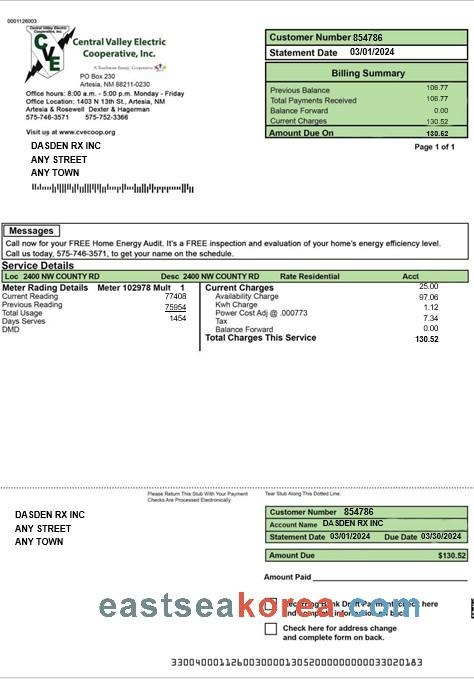 0001126003
Central Valley Electric Cooperative, Inc.
CVE
Central Valley Electric
Cooperative, Inc.
A Touchstone Energy Cooperative
PO Box 230
Artesia, NM 88211-0230
Office hours: 8:00 a.m. - 5:00 p.m. Monday - Friday
Office Location: 1403 N 13th St., Artesia, NM
Artesia & Rosewell Dexter & Hagerman
575-746-3571 575-752-3366
Visit us at www.cvecoop.org
Customer Number 854786
Statement Date 03/01/2024
Billing Summary
Previous Balance 106.77
Total Payments Received 106.77
Balance Forward 0.00
Current Charges 130.52
Amount Due On 130.52
Page 1 of 1
DASDEN RX INC
ANY STREET
ANY TOWN
Messages
Call now for your FREE Home Energy Audit. It's a FREE inspection and evaluation of your home's energy efficiency level.
Call us today, 575-746-3571, to get your name on the schedule.
Service Details
Loc 2400 NW COUNTY RD Desc 2400 NW COUNTY RD Rate Residential Acct
Meter Rading Details Meter 102978 Mult 1
Current Reading 77408
Previous Reading 75954
Total Usage
Days Serves 1454
DMD
Current Charges 25.00
Availability Charge 97.06
Kwh Charge 1.12
Power Cost Adj @ .000773
Tax 7.34
Balance Forward 0.00
Total Charges This Service 130.52
Please Return This Stub With Your Payment
Checks Are Processed Electronically
Tear Stub Along This Dotted Line.
DASDEN RX INC
ANY STREET
ANY TOWN
Customer Number 854786
Account Name DASDEN RX INC
Statement Date 03/01/2024 Due Date 03/30/2024
Amount Due $130.52
Amount Paid
Recurring Bank Draft Payment check here
and complete information on back.
eastseakorea.com
Check here for address change
and complete form on back.